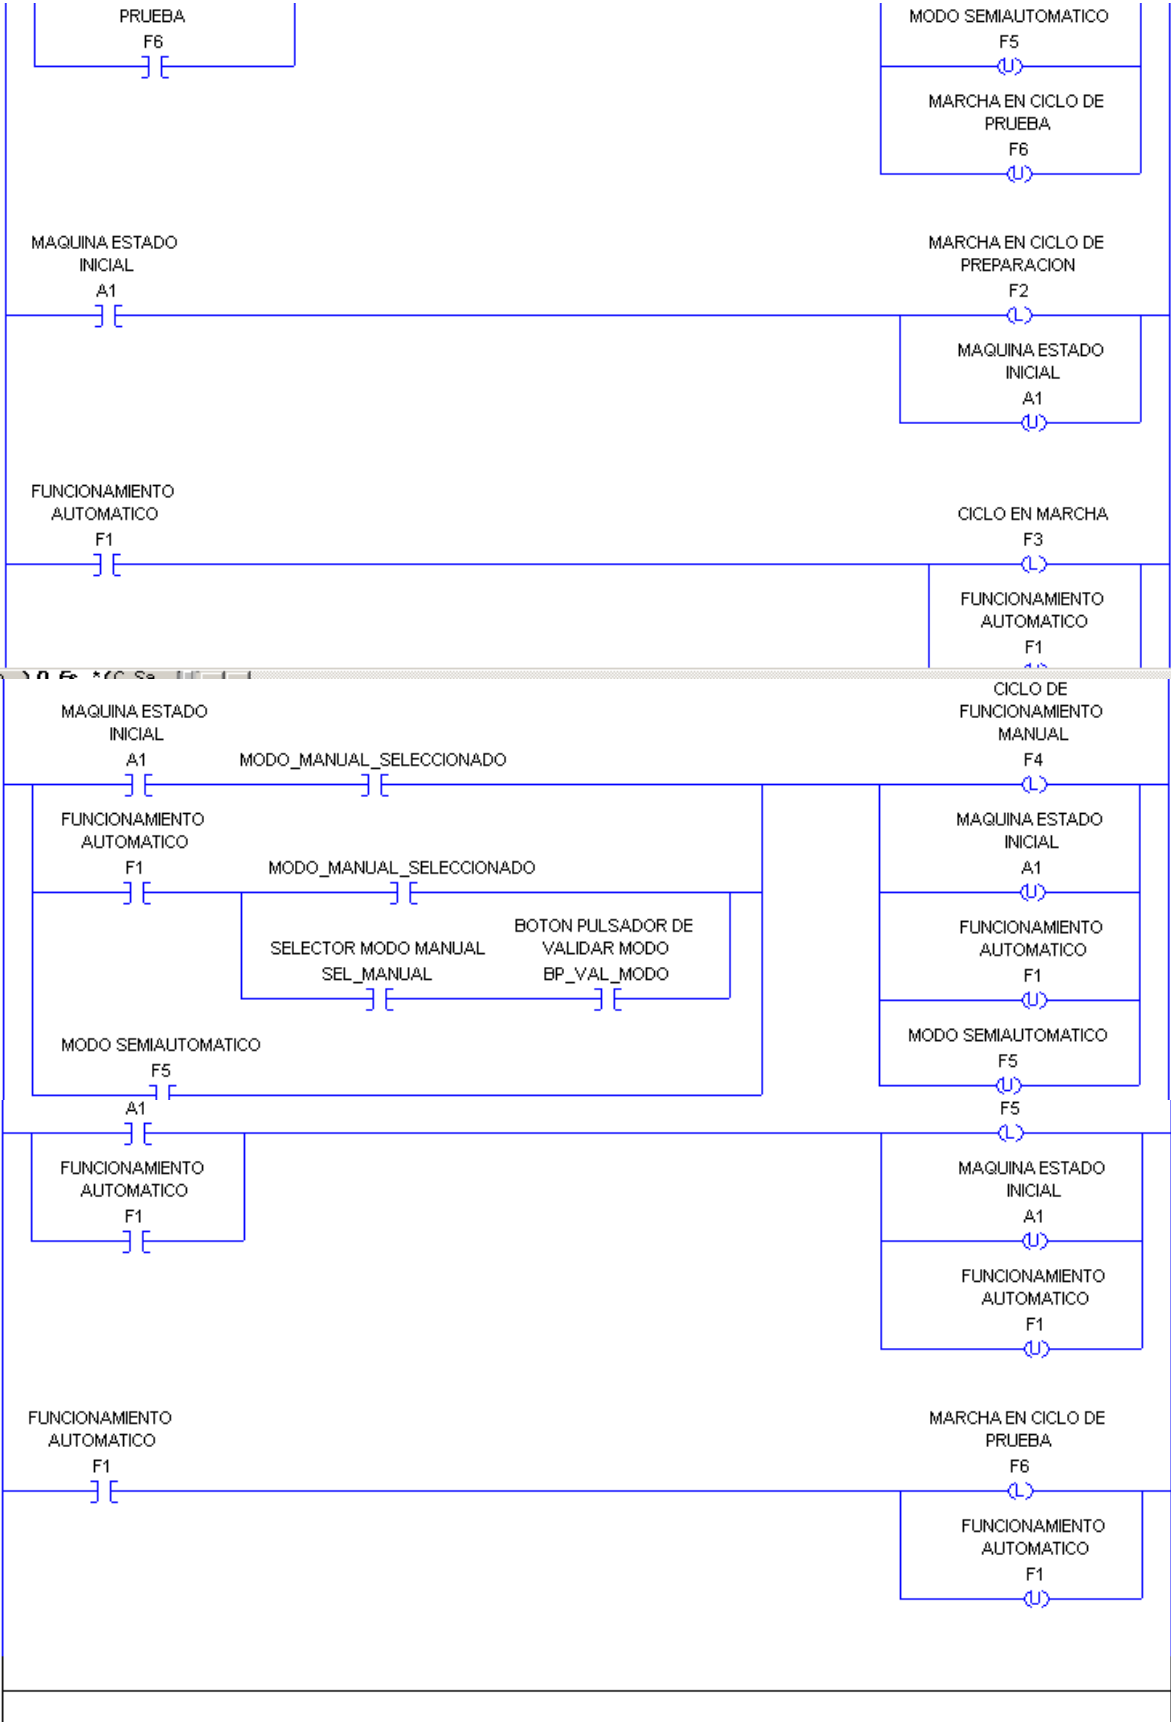 PRUEBA
F6
MODO SEMIAUTOMATICO
F5
(U)
MARCHA EN CICLO DE
PRUEBA
F6
(U)
MAQUINA ESTADO
INICIAL
A1
MARCHA EN CICLO DE
PREPARACION
F2
(L)
MAQUINA ESTADO
INICIAL
A1
(U)
FUNCIONAMIENTO
AUTOMATICO
F1
CICLO EN MARCHA
F3
(L)
FUNCIONAMIENTO
AUTOMATICO
F1
MAQUINA ESTADO
INICIAL
A1
MODO_MANUAL_SELECCIONADO
CICLO DE
FUNCIONAMIENTO
MANUAL
F4
(L)
FUNCIONAMIENTO
AUTOMATICO
F1
MODO_MANUAL_SELECCIONADO
MAQUINA ESTADO
INICIAL
A1
(U)
SELECTOR MODO MANUAL
SEL_MANUAL
BOTON PULSADOR DE
VALIDAR MODO
BP_VAL_MODO
FUNCIONAMIENTO
AUTOMATICO
F1
(U)
MODO SEMIAUTOMATICO
F5
MODO SEMIAUTOMATICO
F5
(U)
A1
F5
(L)
FUNCIONAMIENTO
AUTOMATICO
F1
MAQUINA ESTADO
INICIAL
A1
(U)
FUNCIONAMIENTO
AUTOMATICO
F1
(U)
FUNCIONAMIENTO
AUTOMATICO
F1
MARCHA EN CICLO DE
PRUEBA
F6
(L)
FUNCIONAMIENTO
AUTOMATICO
F1
(U)